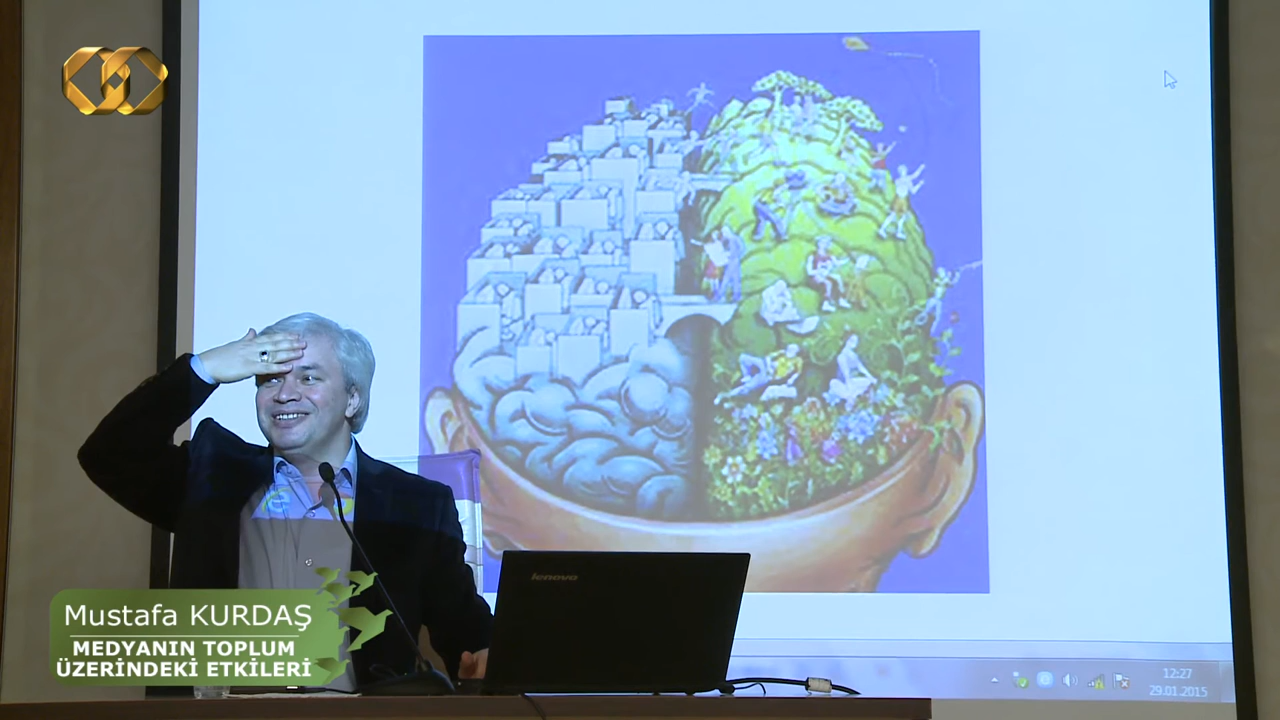 lenovo
Mustafa KURDAŞ
MEDYANIN TOPLUM
ÜZERİNDEKİ ETKİLERİ
12:27
29.01.2015